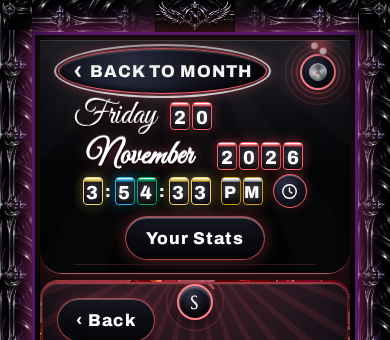 ‹ BACK TO MONTH
Friday 20
November 2026
3:54:33 PM
Your Stats
S
‹ Back